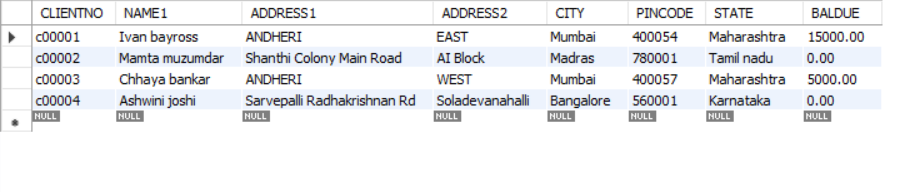 CLIENTNO NAME1 ADDRESS1 ADDRESS2 CITY PINCODE STATE BALDUE
c00001 Ivan bayross ANDHERI EAST Mumbai 400054 Maharashtra 15000.00
c00002 Mamta muzumdar Shanthi Colony Main Road AI Block Madras 780001 Tamil nadu 0.00
c00003 Chhaya bankar ANDHERI WEST Mumbai 400057 Maharashtra 5000.00
c00004 Ashwini joshi Sarvepalli Radhakrishnan Rd Soladevanahalli Bangalore 560001 Karnataka 0.00
NULL NULL NULL NULL NULL NULL NULL NULL